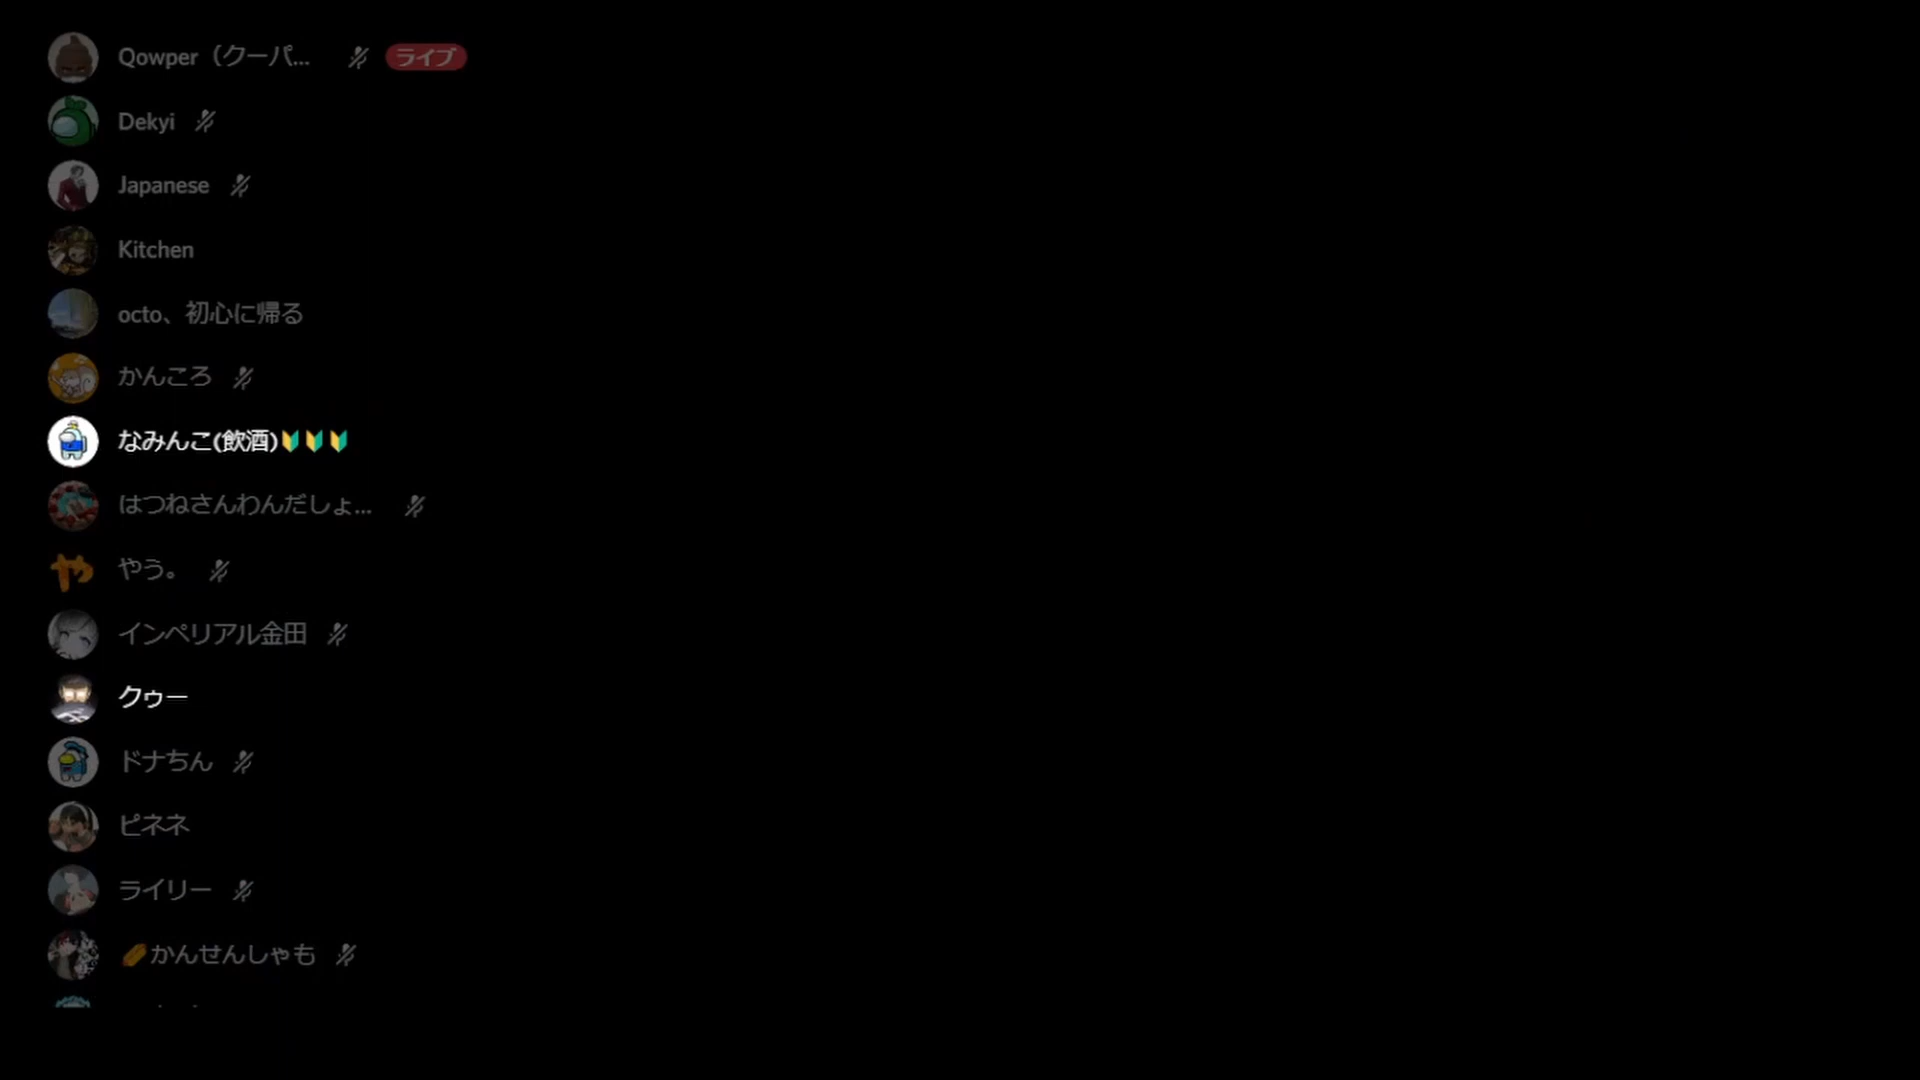 Qowper（クーパ... ライブ
Dekyi
Japanese
Kitchen
octo、初心に帰る
かんころ
なみんこ(飲酒)🔰🔰🔰
はつねさんわんだしょ...
や やう。
インペリアル金田
クゥー
ドナちん
ピネネ
ライリー
かんせんしゃも